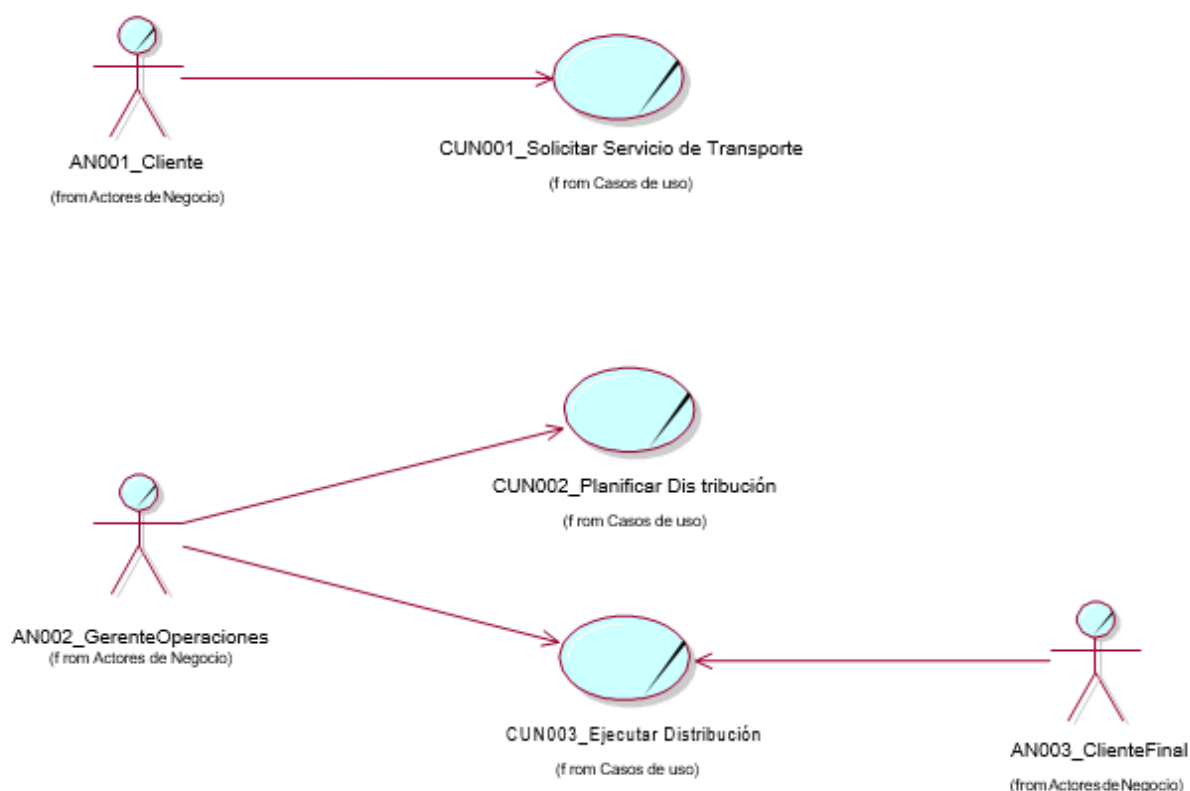 AN001_Cliente
(from Actores de Negocio)
CUN001_Solicitar Servicio de Transporte
(f rom Casos de uso)
CUN002_Planificar Dis tribución
(f rom Casos de uso)
AN002_GerenteOperaciones
(f rom Actores de Negocio)
CUN003_Ejecutar Distribución
(f rom Casos de uso)
AN003_ClienteFinal
(from Actores de Negocio)